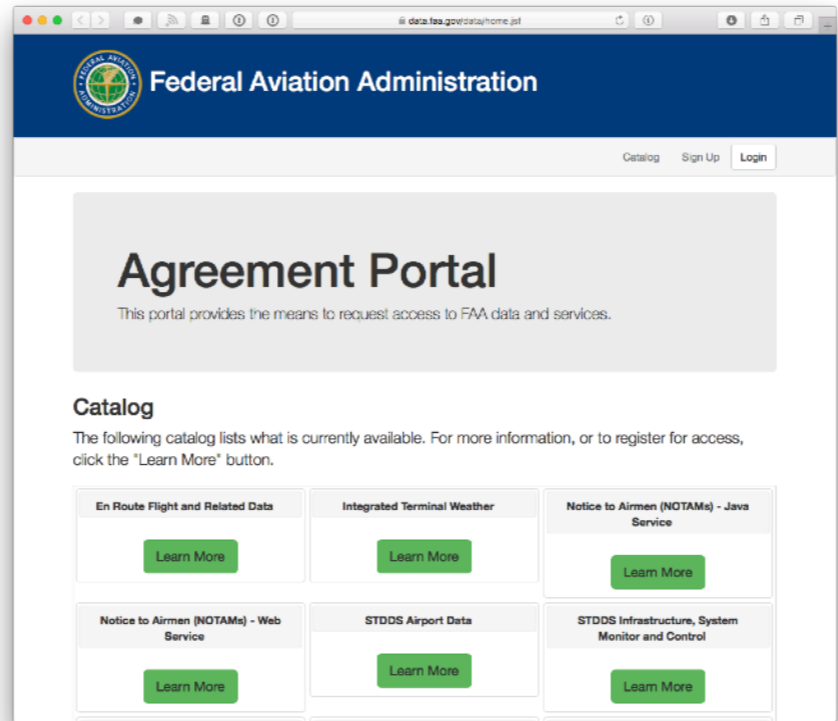 data.faa.gov/data/home.jsf
Federal Aviation Administration
Catalog Sign Up Login
Agreement Portal
This portal provides the means to request access to FAA data and services.
Catalog
The following catalog lists what is currently available. For more information, or to register for access,
click the "Learn More" button.
En Route Flight and Related Data
Learn More
Integrated Terminal Weather
Learn More
Notice to Airmen (NOTAMs) - Java
Service
Learn More
Notice to Airmen (NOTAMs) - Web
Service
Learn More
STDDS Airport Data
Learn More
STDDS Infrastructure, System
Monitor and Control
Learn More